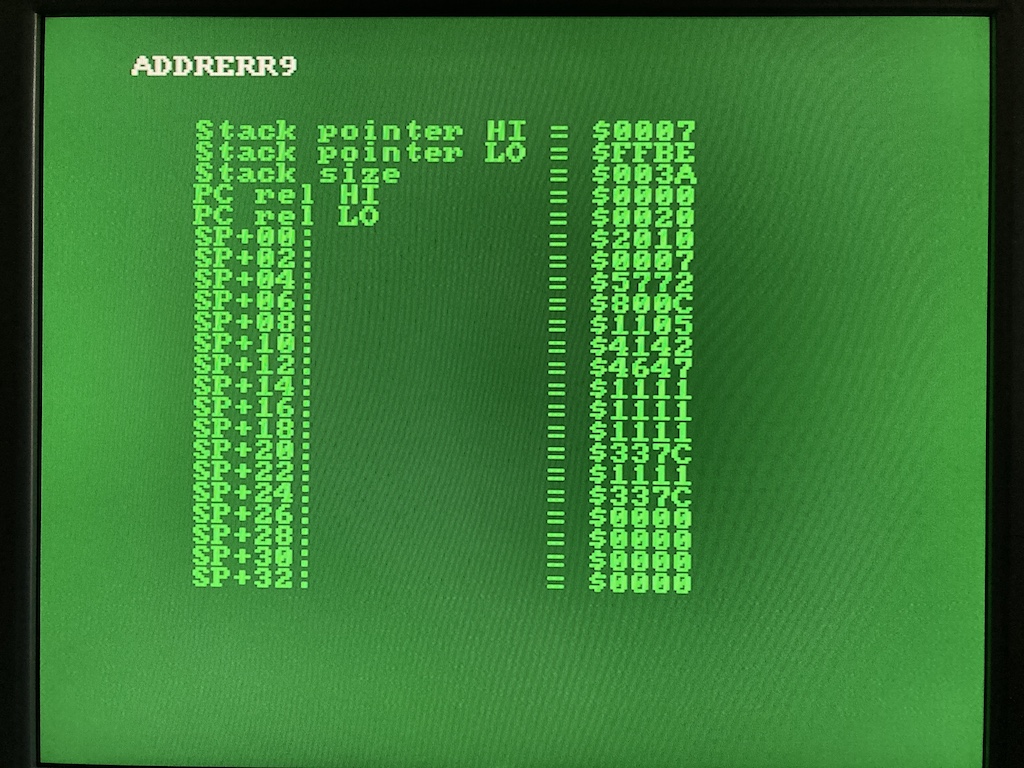 ADDRERR9
Stack pointer HI = $0007
Stack pointer LO = $FFBE
Stack size = $003A
PC rel HI = $0000
PC rel LO = $0020
SP+00: = $2010
SP+02: = $0007
SP+04: = $5772
SP+06: = $800C
SP+08: = $1105
SP+10: = $4142
SP+12: = $4647
SP+14: = $1111
SP+16: = $1111
SP+18: = $1111
SP+20: = $337C
SP+22: = $1111
SP+24: = $337C
SP+26: = $0000
SP+28: = $0000
SP+30: = $0000
SP+32: = $0000